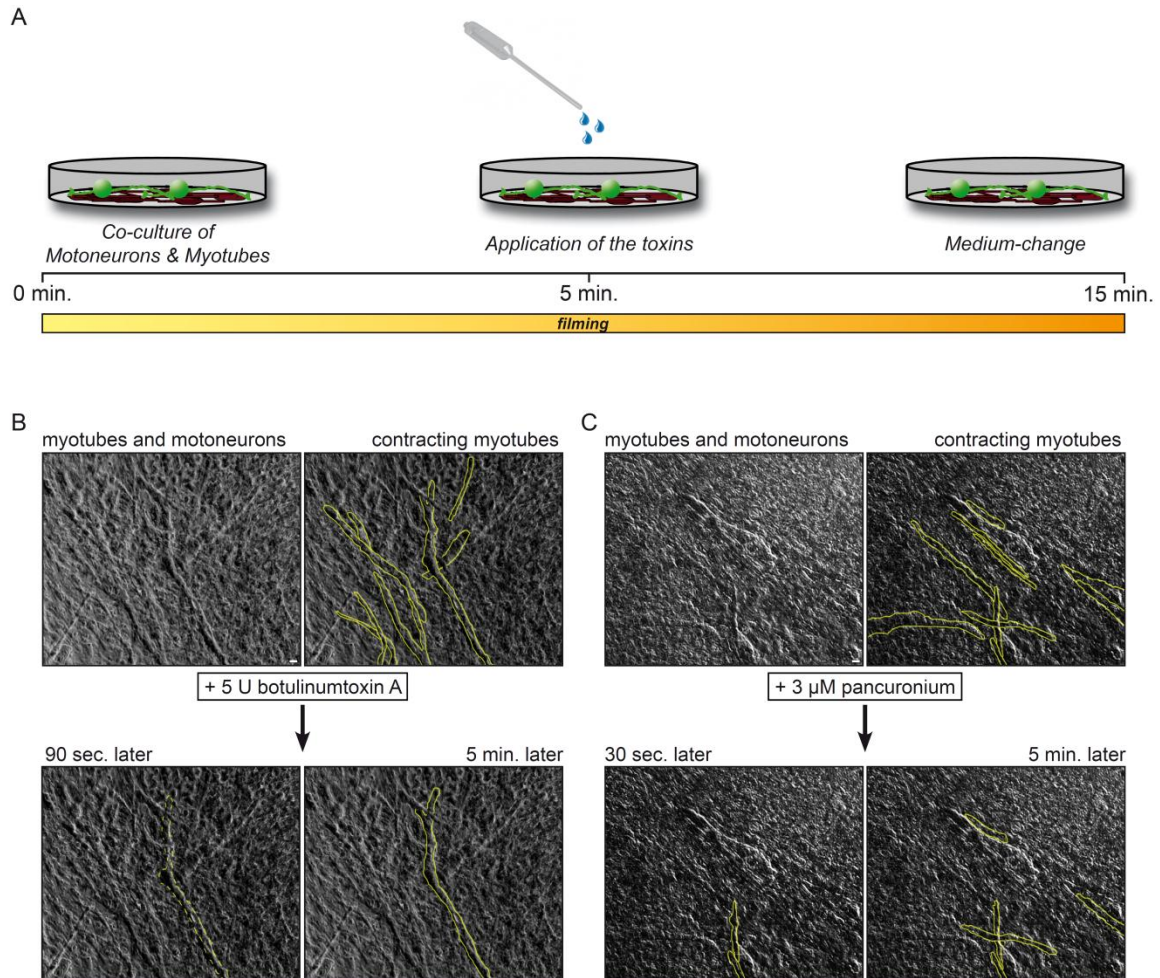 A
Co-culture of
Motoneurons & Myotubes
Application of the toxins
Medium-change
0 min.
5 min.
15 min.
filming
B
myotubes and motoneurons
contracting myotubes
+ 5 U botulinumtoxin A
90 sec. later
5 min. later
C
myotubes and motoneurons
contracting myotubes
+ 3 µM pancuronium
30 sec. later
5 min. later